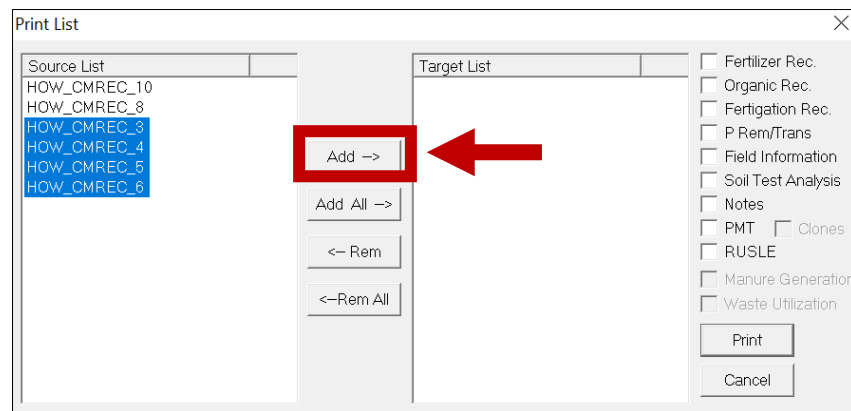 Print List
Source List
HOW_CMREC_10
HOW_CMREC_8
HOW_CMREC_3
HOW_CMREC_4
HOW_CMREC_5
HOW_CMREC_6
Add ->
Add All ->
<- Rem
<-Rem All
Target List
Fertilizer Rec.
Organic Rec.
Fertigation Rec.
P Rem/Trans
Field Information
Soil Test Analysis
Notes
PMT Clones
RUSLE
Manure Generation
Waste Utilization
Print
Cancel